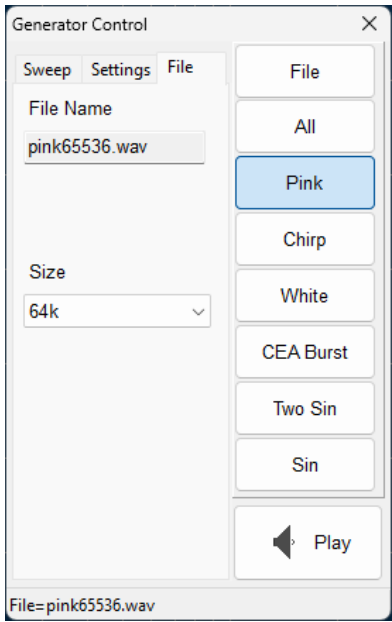 Generator Control
Sweep Settings File
File Name
pink65536.wav
Size
64k
File
All
Pink
Chirp
White
CEA Burst
Two Sin
Sin
Play
File=pink65536.wav